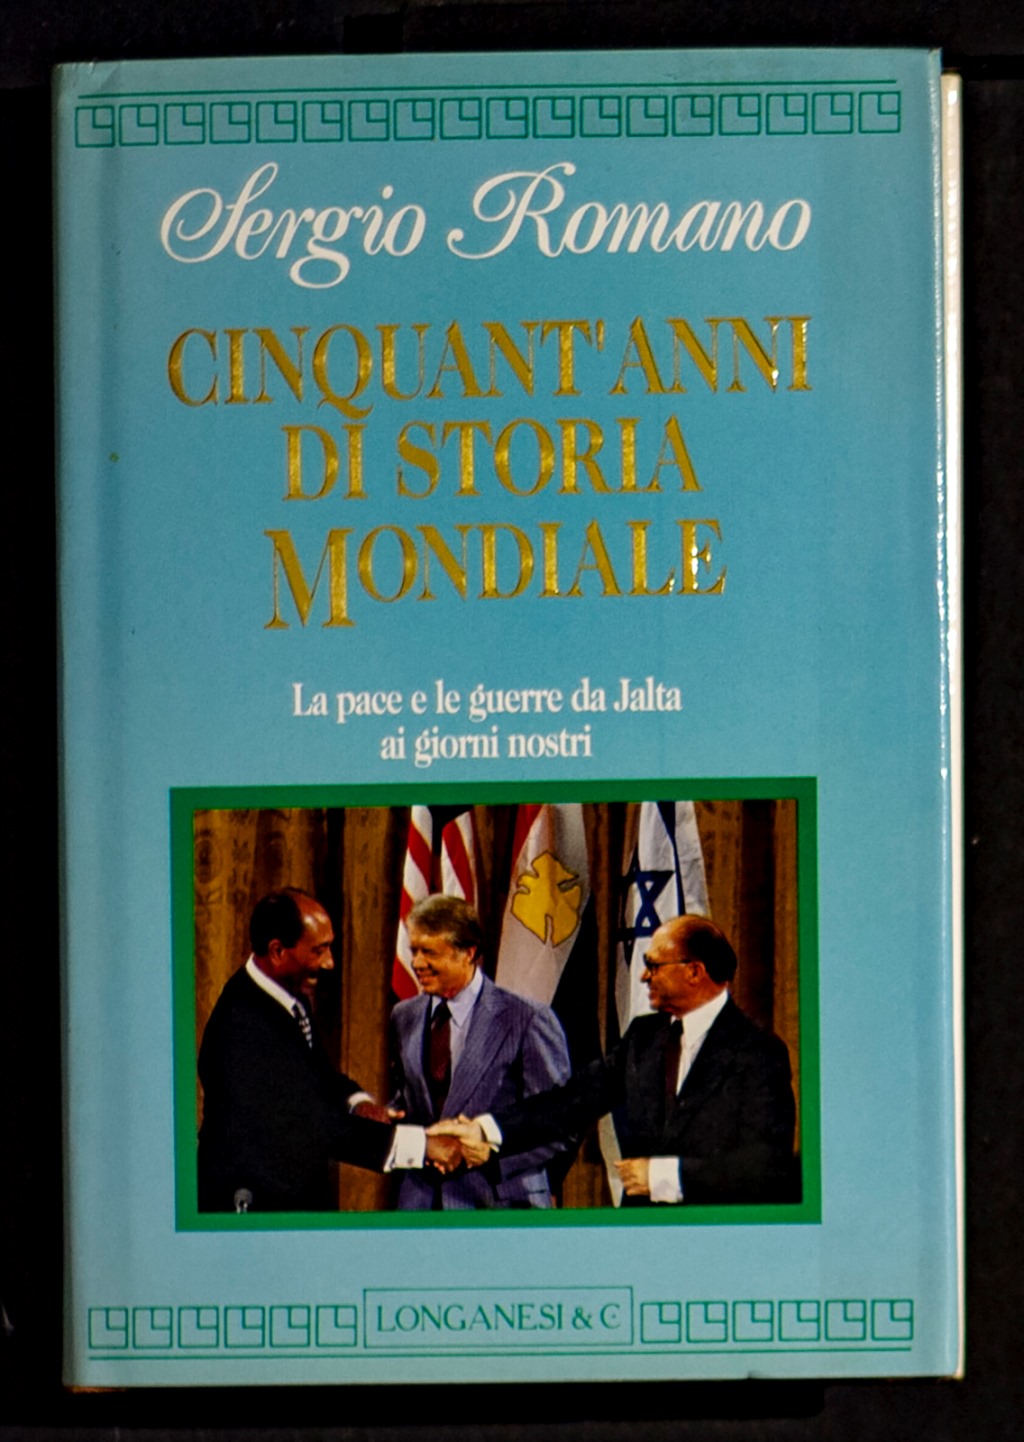 Sergio Romano
CINQUANT'ANNI
DI STORIA
MONDIALE
La pace e le guerre da Jalta
ai giorni nostri
LONGANESI & C.